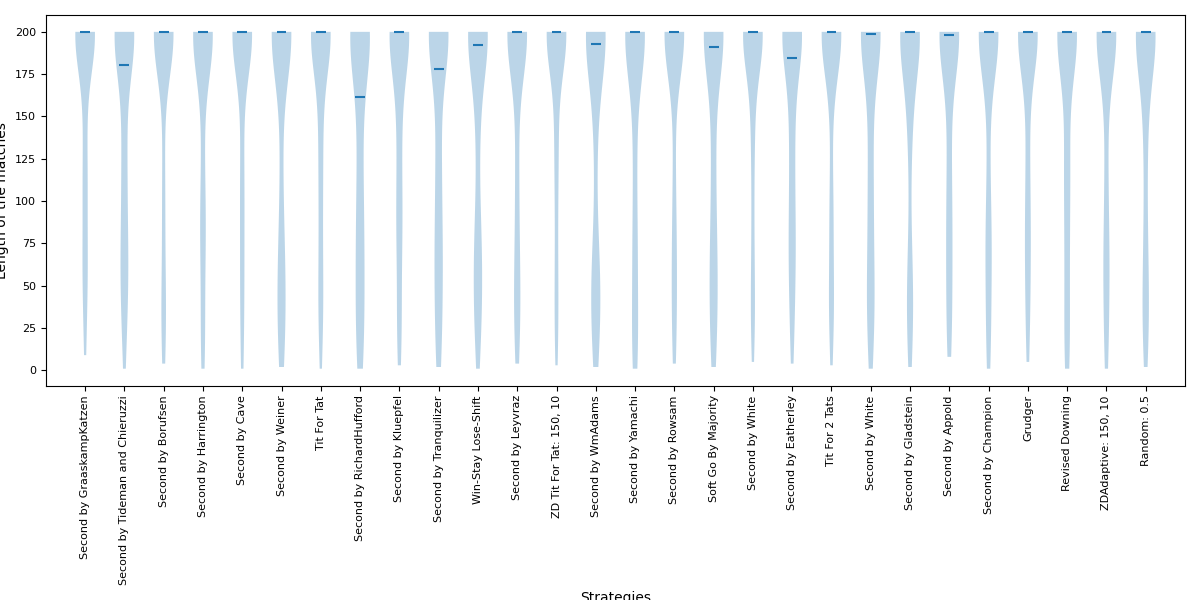 Length of the matches
200
175
150
125
100
75
50
25
0
Second by GraaskampKatzen
Second by Tideman and Chieruzzi
Second by Borufsen
Second by Harrington
Second by Cave
Second by Weiner
Tit For Tat
Second by RichardHufford
Second by Kluepfel
Second by Tranquilizer
Win-Stay Lose-Shift
Second by Leyvraz
ZD Tit For Tat: 150, 10
Second by WmAdams
Second by Yamachi
Second by Rowsam
Soft Go By Majority
Second by White
Second by Eatherley
Tit For 2 Tats
Second by White
Second by Gladstein
Second by Appold
Second by Champion
Grudger
Revised Downing
ZDAdaptive: 150, 10
Random: 0.5
Strategies